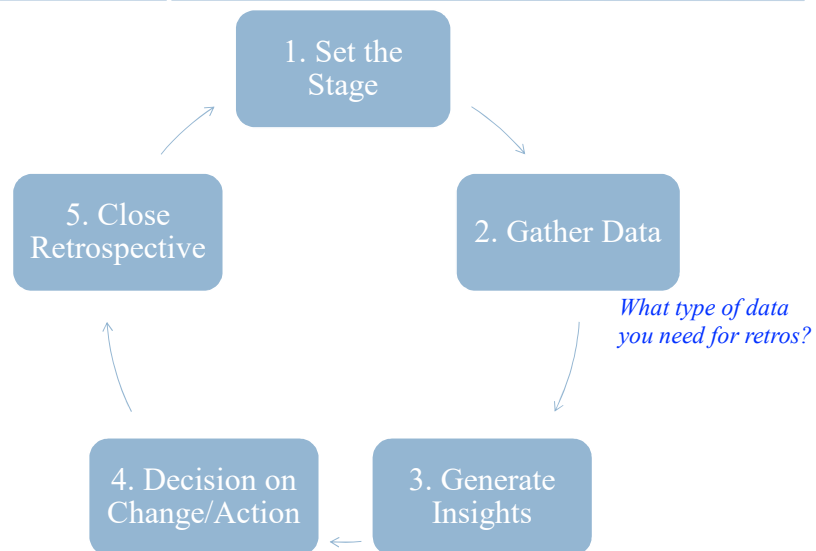 1. Set the
Stage
2. Gather Data
What type of data
you need for retros?
3. Generate
Insights
4. Decision on
Change/Action
5. Close
Retrospective